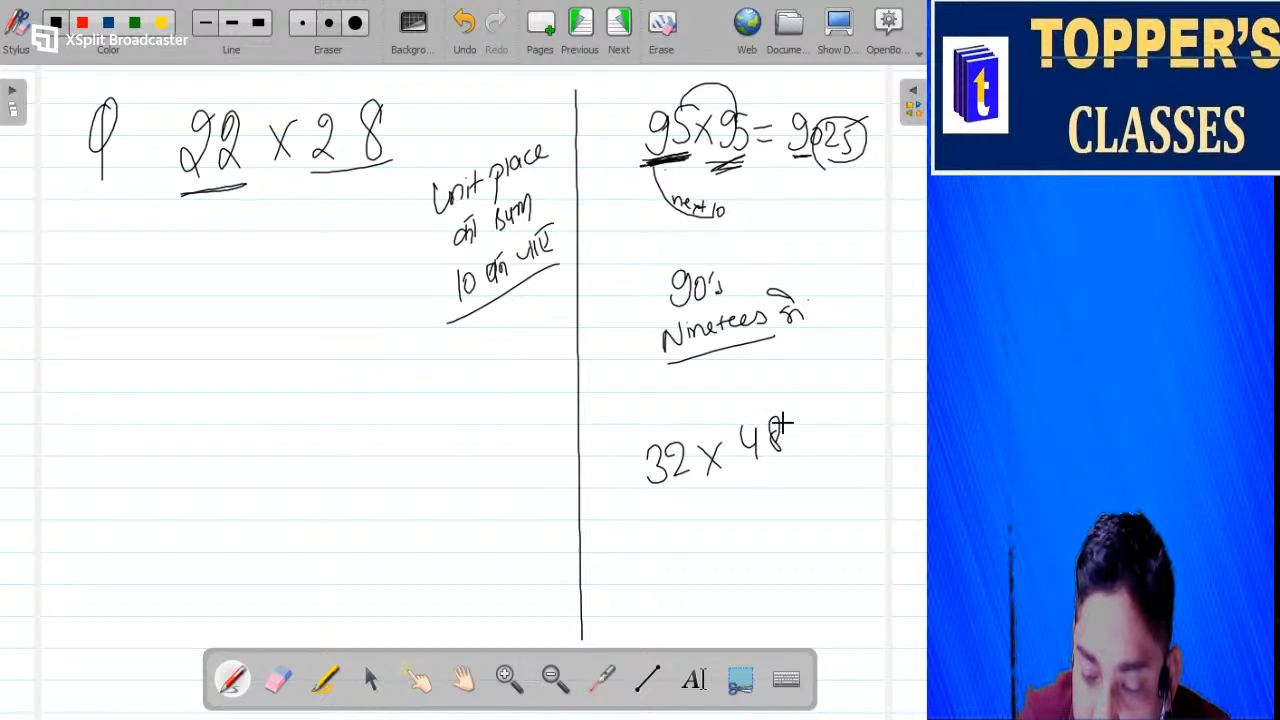 Stylus Color Line Eraser Backgro... Undo Redo Pages Previous Next Erase Web Docume... Show D... OpenBo...
XSplit Broadcaster
Q 22 x 28
Unit place
का sum
10 हो जाए
95 x 95 = 9025
next 10
90's
Ninetees में
32 x 48
TOPPER'S
CLASSES
t